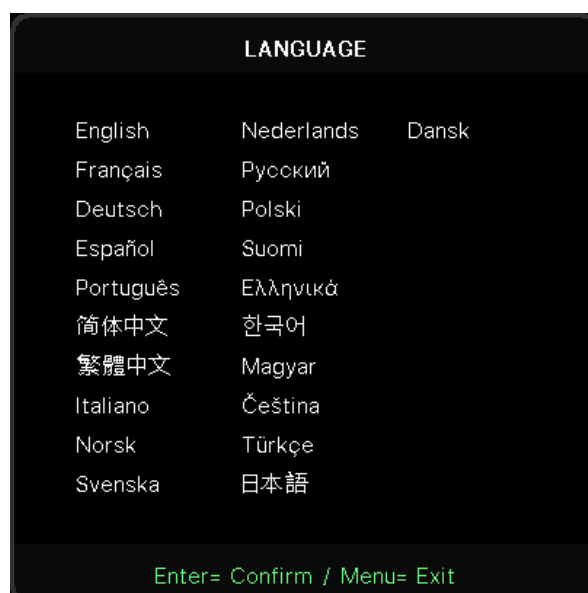 LANGUAGE
English Nederlands Dansk
Français Русский
Deutsch Polski
Español Suomi
Português Ελληνικά
简体中文 한국어
繁體中文 Magyar
Italiano Čeština
Norsk Türkçe
Svenska 日本語
Enter= Confirm / Menu= Exit